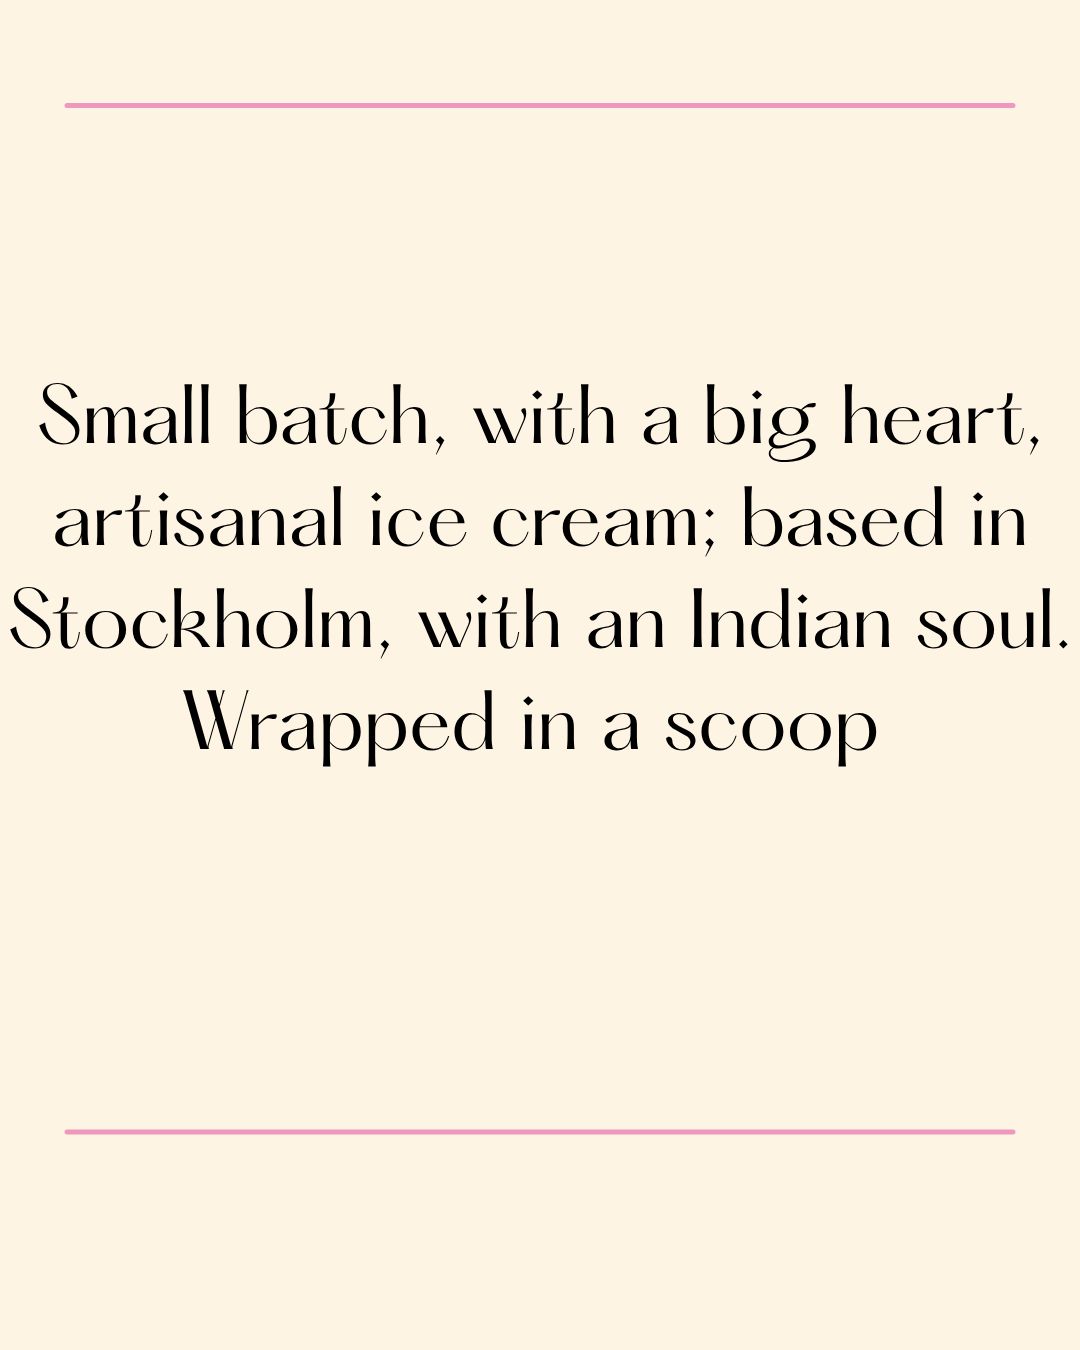 Small batch, with a big heart,
artisanal ice cream; based in
Stockholm, with an Indian soul.
Wrapped in a scoop